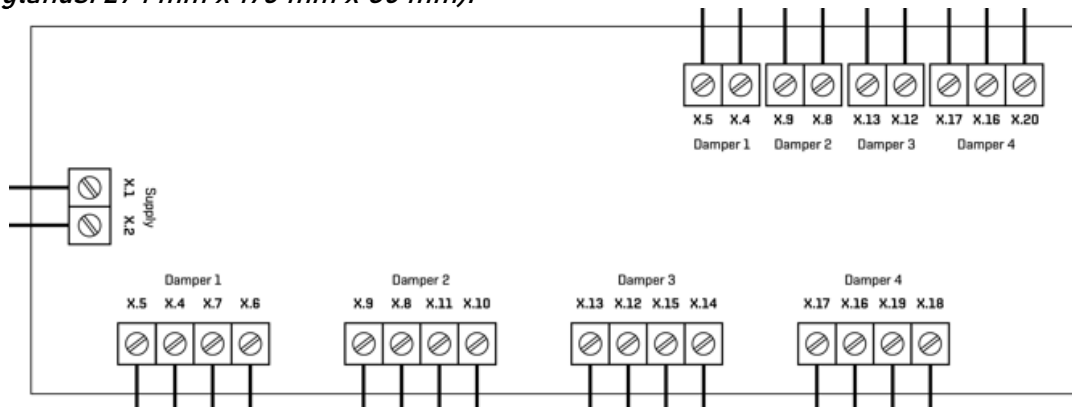 X.5 X.4 X.9 X.8 X.13 X.12 X.17 X.16 X.20
Damper 1 Damper 2 Damper 3 Damper 4
X.1
X.2
Supply
Damper 1 Damper 2 Damper 3 Damper 4
X.5 X.4 X.7 X.6 X.9 X.8 X.11 X.10 X.13 X.12 X.15 X.14 X.17 X.16 X.19 X.18